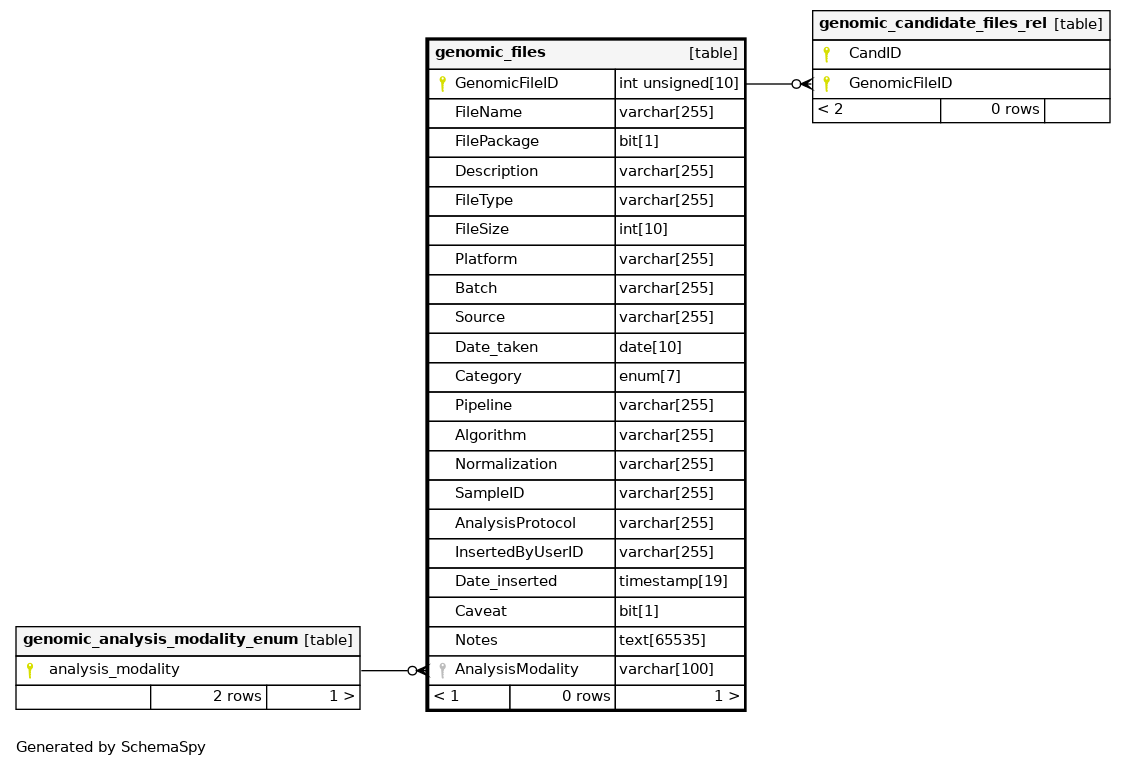 genomic_candidate_files_rel [table]
CandID
GenomicFileID
< 2 0 rows
genomic_files [table]
GenomicFileID int unsigned[10]
FileName varchar[255]
FilePackage bit[1]
Description varchar[255]
FileType varchar[255]
FileSize int[10]
Platform varchar[255]
Batch varchar[255]
Source varchar[255]
Date_taken date[10]
Category enum[7]
Pipeline varchar[255]
Algorithm varchar[255]
Normalization varchar[255]
SampleID varchar[255]
AnalysisProtocol varchar[255]
InsertedByUserID varchar[255]
Date_inserted timestamp[19]
Caveat bit[1]
Notes text[65535]
AnalysisModality varchar[100]
< 1 0 rows 1 >
genomic_analysis_modality_enum [table]
analysis_modality
2 rows 1 >
Generated by SchemaSpy